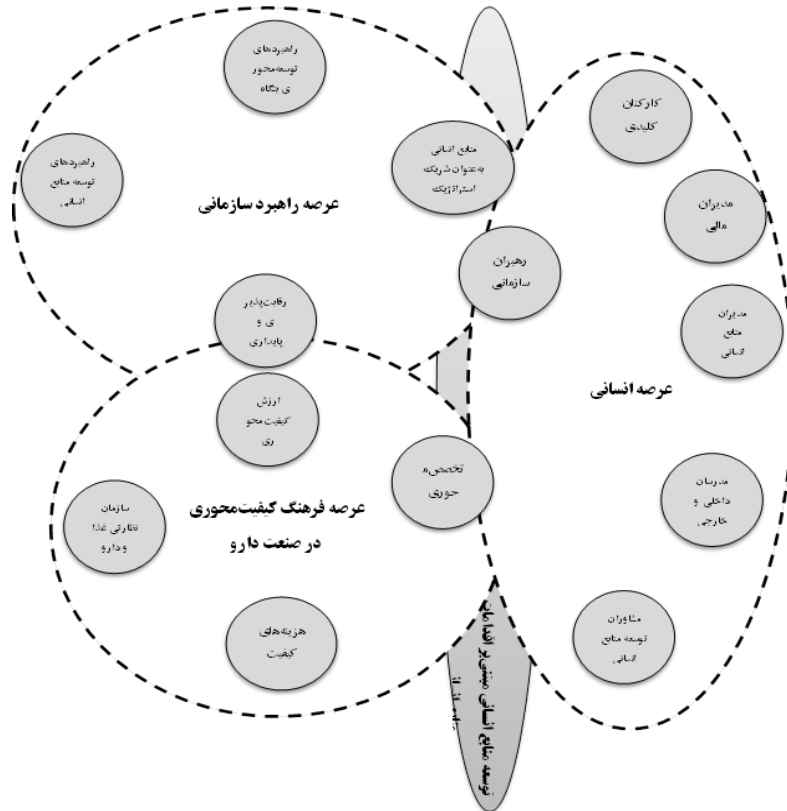 راهبردهای
توسعه‌محور
ی بنگاه
کارکنان
کلیدی
منابع انسانی
به‌عنوان شریک
استراتژیک
راهبردهای
توسعه منابع
انسانی
عرصه راهبرد سازمانی
مدیران
مالی
رهبران
سازمانی
رقابت‌پذیر
ی و
پایداری
مدیران
منابع
انسانی
عرصه انسانی
ارزش
کیفیت محو
ری
تخصص‌م
حوری
عرصه فرهنگ کیفیت‌محوری
در صنعت دارو
سازمان
نظارتی غذا
و دارو
مدرسان
داخلی و
خارجی
هزینه‌های
کیفیت
مشاوران
توسعه منابع
انسانی
توسعه منابع انسانی مبتنی‌بر اقدامات